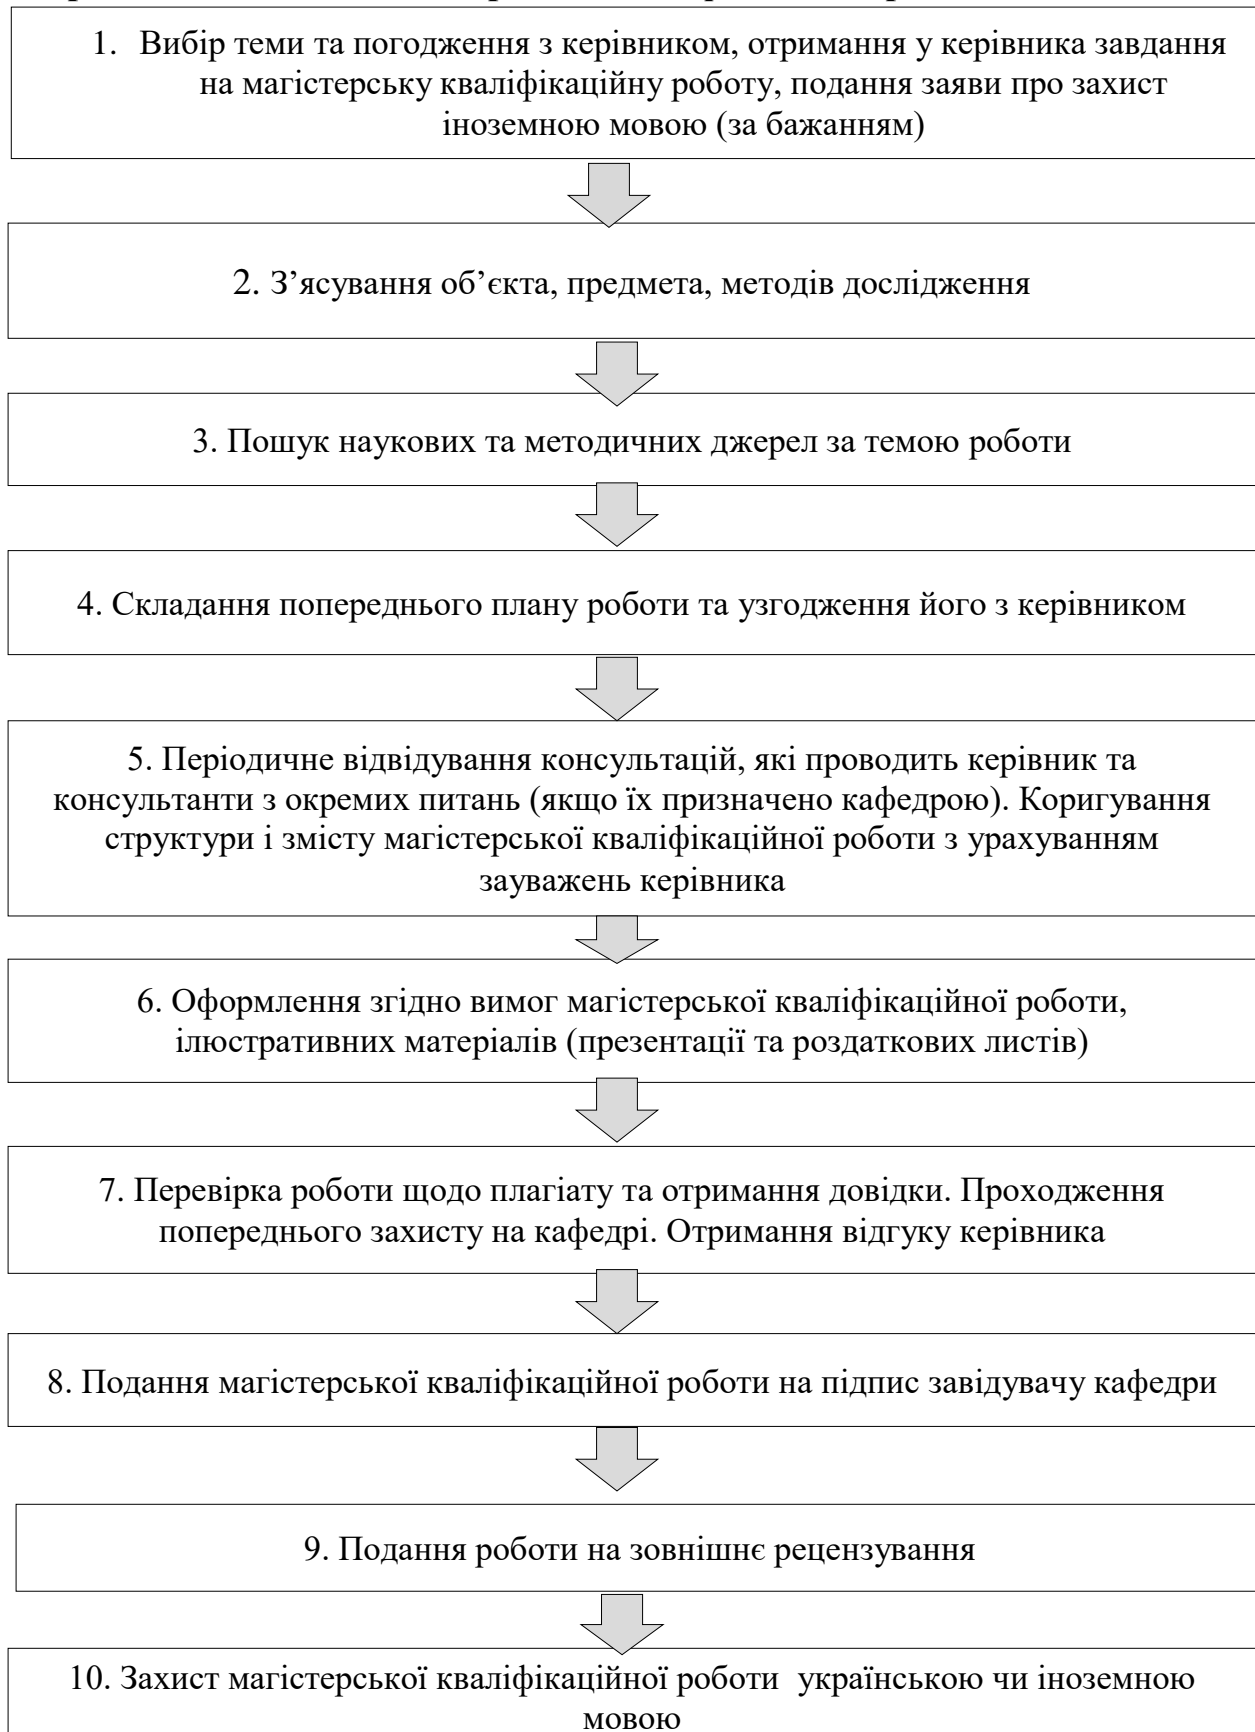 1. Вибір теми та погодження з керівником, отримання у керівника завдання
на магістерську кваліфікаційну роботу, подання заяви про захист
іноземною мовою (за бажанням)
2. З’ясування об’єкта, предмета, методів дослідження
3. Пошук наукових та методичних джерел за темою роботи
4. Складання попереднього плану роботи та узгодження його з керівником
5. Періодичне відвідування консультацій, які проводить керівник та
консультанти з окремих питань (якщо їх призначено кафедрою). Коригування
структури і змісту магістерської кваліфікаційної роботи з урахуванням
зауважень керівника
6. Оформлення згідно вимог магістерської кваліфікаційної роботи,
ілюстративних матеріалів (презентації та роздаткових листів)
7. Перевірка роботи щодо плагіату та отримання довідки. Проходження
попереднього захисту на кафедрі. Отримання відгуку керівника
8. Подання магістерської кваліфікаційної роботи на підпис завідувачу кафедри
9. Подання роботи на зовнішнє рецензування
10. Захист магістерської кваліфікаційної роботи українською чи іноземною
мовою